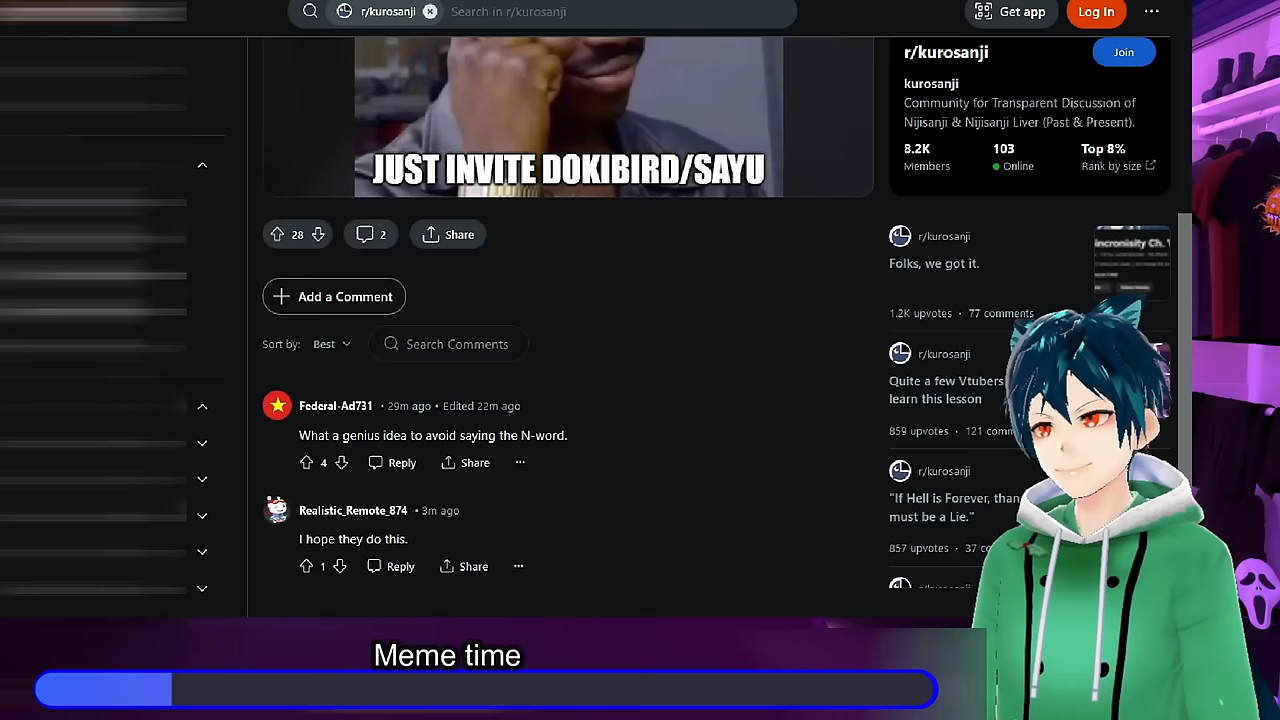 r/kurosanji
Search in r/kurosanji
Get app
Log In
JUST INVITE DOKIBIRD/SAYU
28
2
Share
Add a Comment
Sort by:
Best
Search Comments
Federal-Ad731 • 29m ago • Edited 22m ago
What a genius idea to avoid saying the N-word.
4
Reply
Share
Realistic_Remote_874 • 3m ago
I hope they do this.
1
Reply
Share
r/kurosanji
Join
kurosanji
Community for Transparent Discussion of
Nijisanji & Nijisanji Liver (Past & Present).
8.2K
103
Top 8%
Members
Online
Rank by size
r/kurosanji
Folks, we got it.
1.2K upvotes • 77 comments
r/kurosanji
Quite a few Vtubers
learn this lesson
859 upvotes • 121 comm
r/kurosanji
"If Hell is Forever, than
must be a Lie."
857 upvotes • 37 co
Meme time